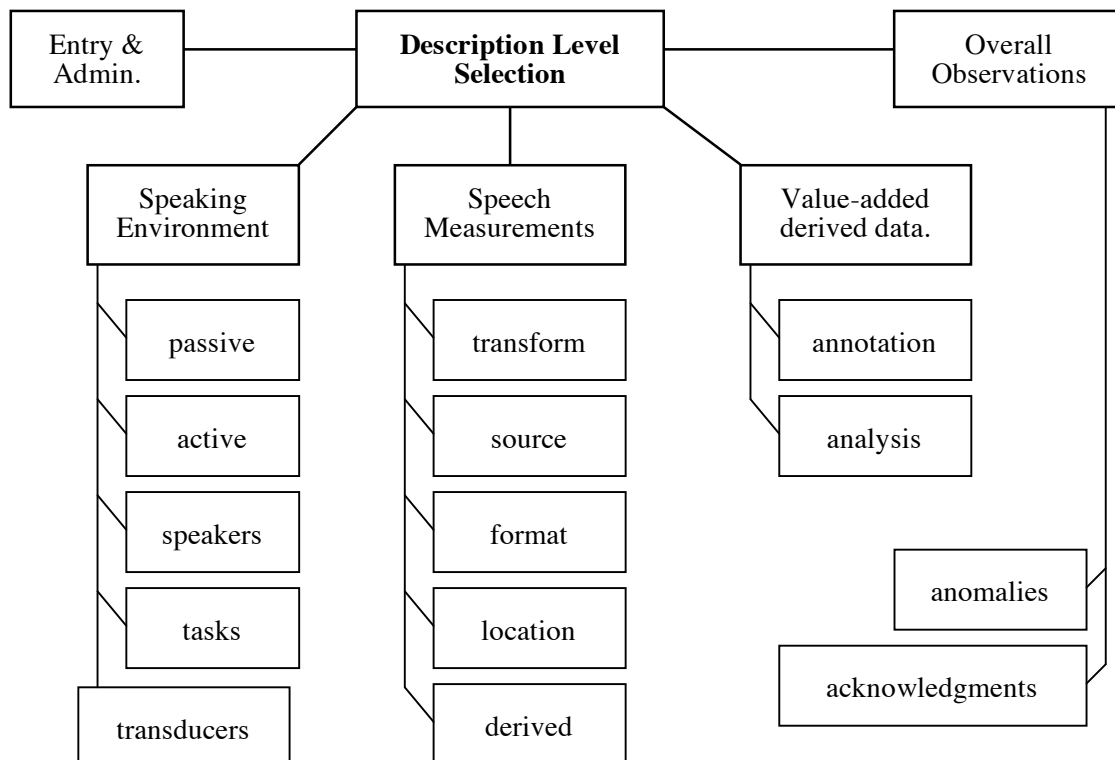 Entry &
Admin.
Description Level
Selection
Overall
Observations
Speaking
Environment
Speech
Measurements
Value-added
derived data.
passive
transform
annotation
active
source
analysis
speakers
format
anomalies
tasks
location
acknowledgments
transducers
derived